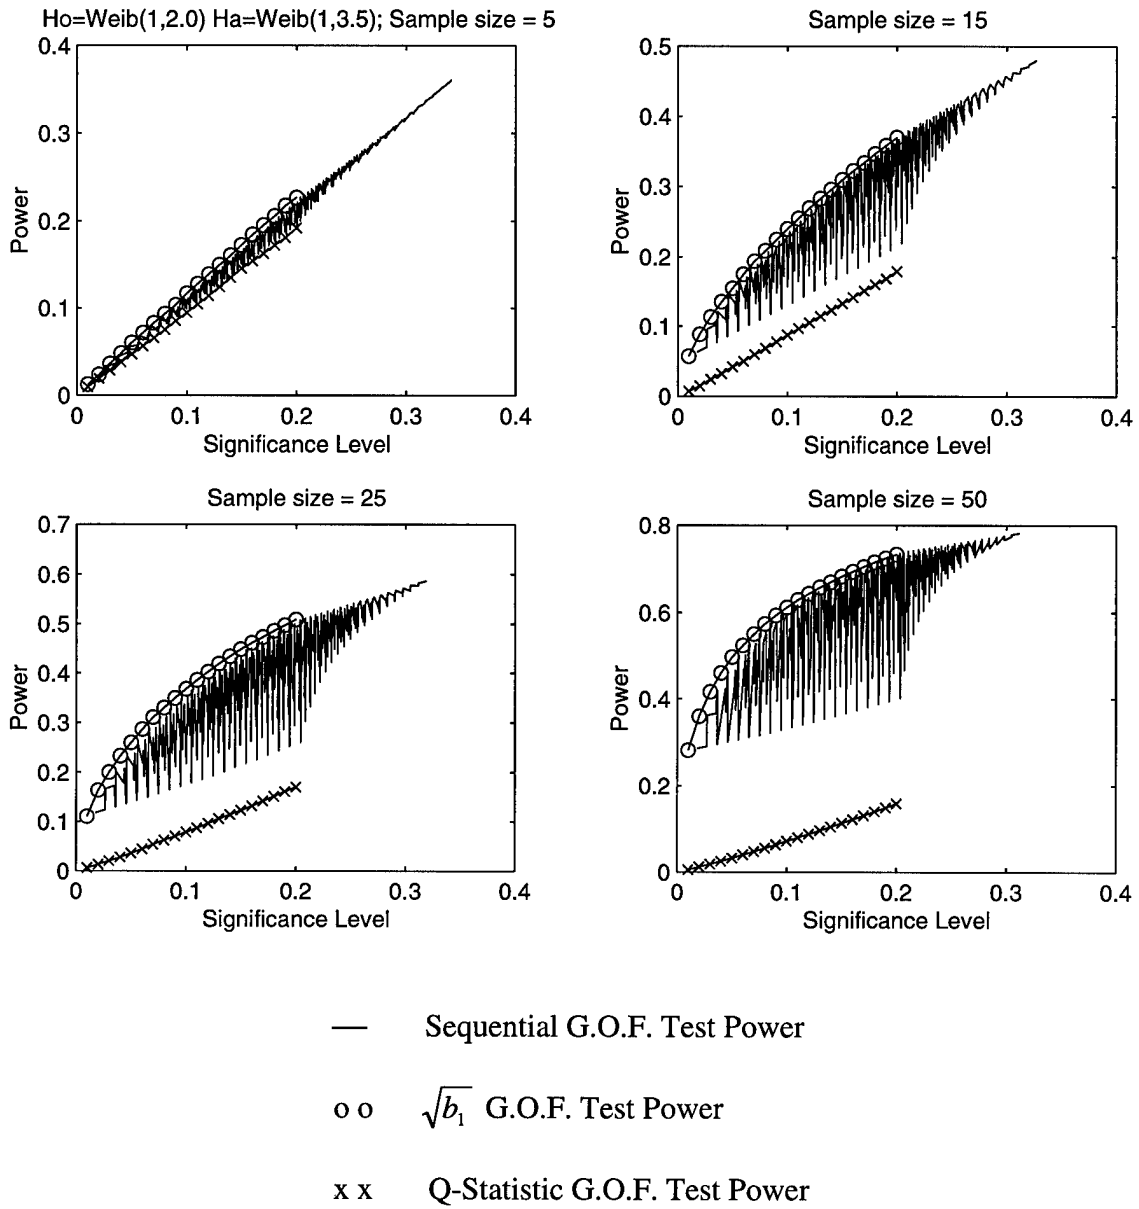 Ho=Weib(1,2.0) Ha=Weib(1,3.5); Sample size = 5
0.4
0.3
0.2
0.1
0
Power
0 0.1 0.2 0.3 0.4
Significance Level
Sample size = 15
0.5
0.4
0.3
0.2
0.1
0
Power
0 0.1 0.2 0.3 0.4
Significance Level
Sample size = 25
0.7
0.6
0.5
0.4
0.3
0.2
0.1
0
Power
0 0.1 0.2 0.3 0.4
Significance Level
Sample size = 50
0.8
0.6
0.4
0.2
0
Power
0 0.1 0.2 0.3 0.4
Significance Level
— Sequential G.O.F. Test Power
o o √b₁ G.O.F. Test Power
x x Q-Statistic G.O.F. Test Power